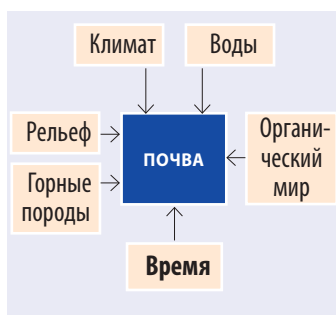 Климат
Воды
Рельеф
Горные
породы
ПОЧВА
Органи-
ческий
мир
Время